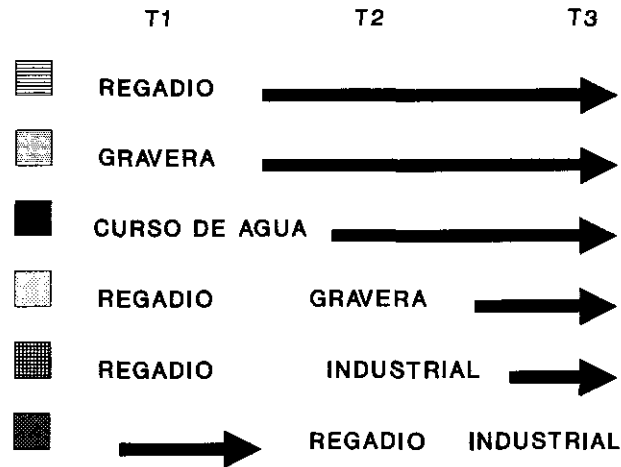 T1 T2 T3
REGADIO
GRAVERA
CURSO DE AGUA
REGADIO GRAVERA
REGADIO INDUSTRIAL
REGADIO INDUSTRIAL